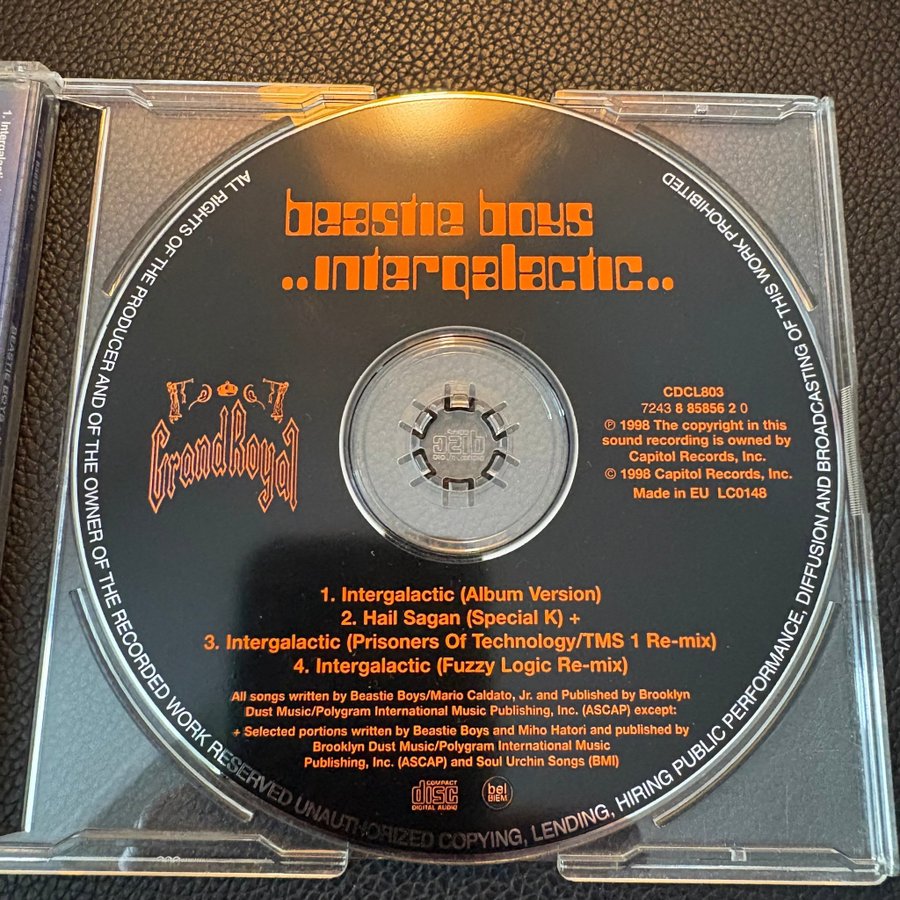 beastie boys
..intergalactic..
GrandRoyal
CDCL803
7243 8 85856 2 0
℗ 1998 The copyright in this
sound recording is owned by
Capitol Records, Inc.
© 1998 Capitol Records, Inc.
Made in EU LC0148
1. Intergalactic (Album Version)
2. Hail Sagan (Special K) +
3. Intergalactic (Prisoners Of Technology/TMS 1 Re-mix)
4. Intergalactic (Fuzzy Logic Re-mix)
All songs written by Beastie Boys/Mario Caldato, Jr. and Published by Brooklyn
Dust Music/Polygram International Music Publishing, Inc. (ASCAP) except:
+ Selected portions written by Beastie Boys and Miho Hatori and published by
Brooklyn Dust Music/Polygram International Music
Publishing, Inc. (ASCAP) and Soul Urchin Songs (BMI)
COMPACT
disc
DIGITAL AUDIO
bel
BIEM
ALL RIGHTS OF THE PRODUCER AND OF THE OWNER OF THE RECORDED WORK RESERVED UNAUTHORIZED COPYING, LENDING, HIRING PUBLIC PERFORMANCE, DIFFUSION AND BROADCASTING OF THIS WORK PROHIBITED
1. Intergalactic
BEASTIE BOYS